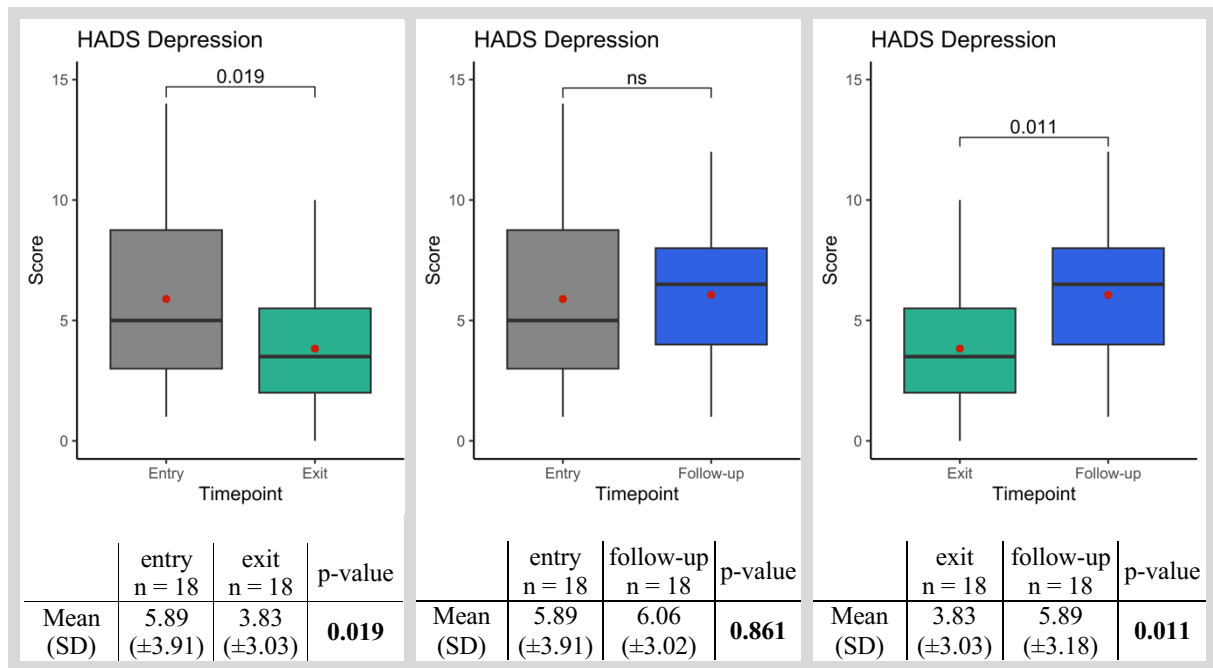 HADS Depression
0.019
15
10
5
0
Score
Entry Exit
Timepoint
entry exit p-value
n = 18 n = 18
Mean 5.89 3.83 0.019
(SD) (±3.91) (±3.03)
HADS Depression
ns
15
10
5
0
Score
Entry Follow-up
Timepoint
entry follow-up p-value
n = 18 n = 18
Mean 5.89 6.06 0.861
(SD) (±3.91) (±3.02)
HADS Depression
0.011
15
10
5
0
Score
Exit Follow-up
Timepoint
exit follow-up p-value
n = 18 n = 18
Mean 3.83 5.89 0.011
(SD) (±3.03) (±3.18)